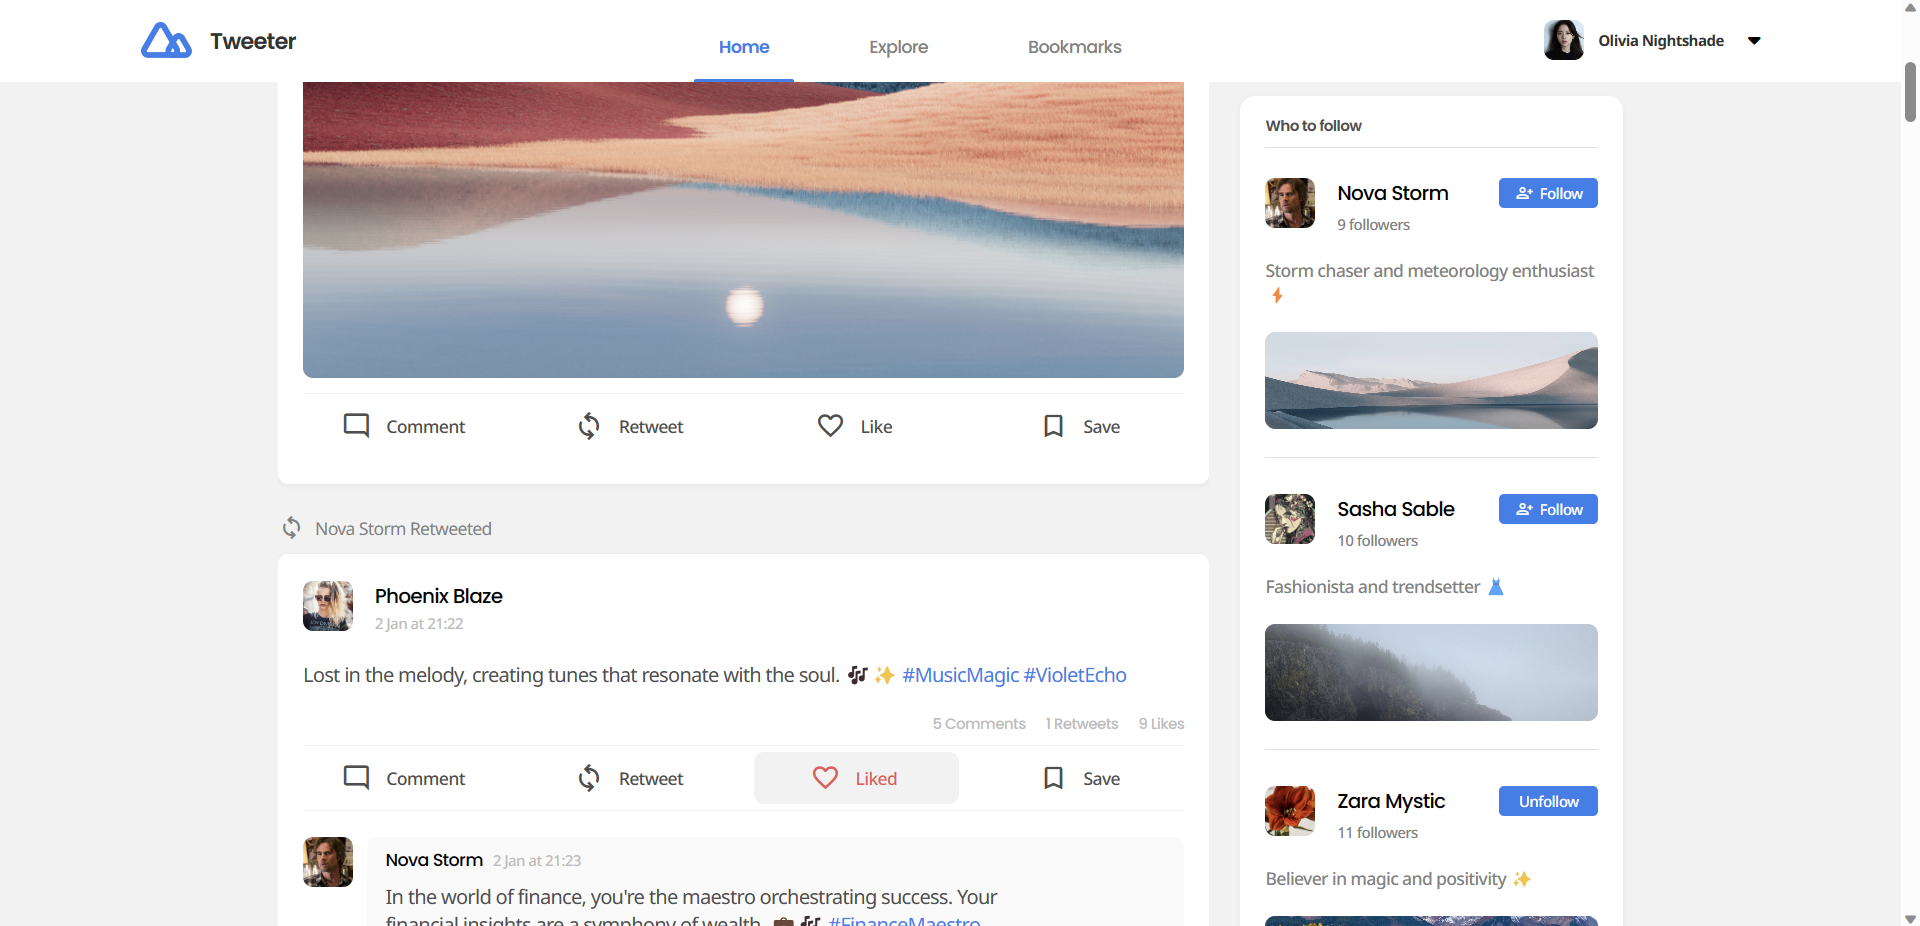 Tweeter
Home
Explore
Bookmarks
Olivia Nightshade
Comment
Retweet
Like
Save
Nova Storm Retweeted
Phoenix Blaze
2 Jan at 21:22
Lost in the melody, creating tunes that resonate with the soul. 🎶✨ #MusicMagic #VioletEcho
5 Comments 1 Retweets 9 Likes
Comment
Retweet
Liked
Save
Nova Storm 2 Jan at 21:23
In the world of finance, you're the maestro orchestrating success. Your
financial insights are a symphony of wealth. 💼🎶 #FinanceMaestro
Who to follow
Nova Storm
Follow
9 followers
Storm chaser and meteorology enthusiast
⚡
Sasha Sable
Follow
10 followers
Fashionista and trendsetter 👗
Zara Mystic
Unfollow
11 followers
Believer in magic and positivity ✨